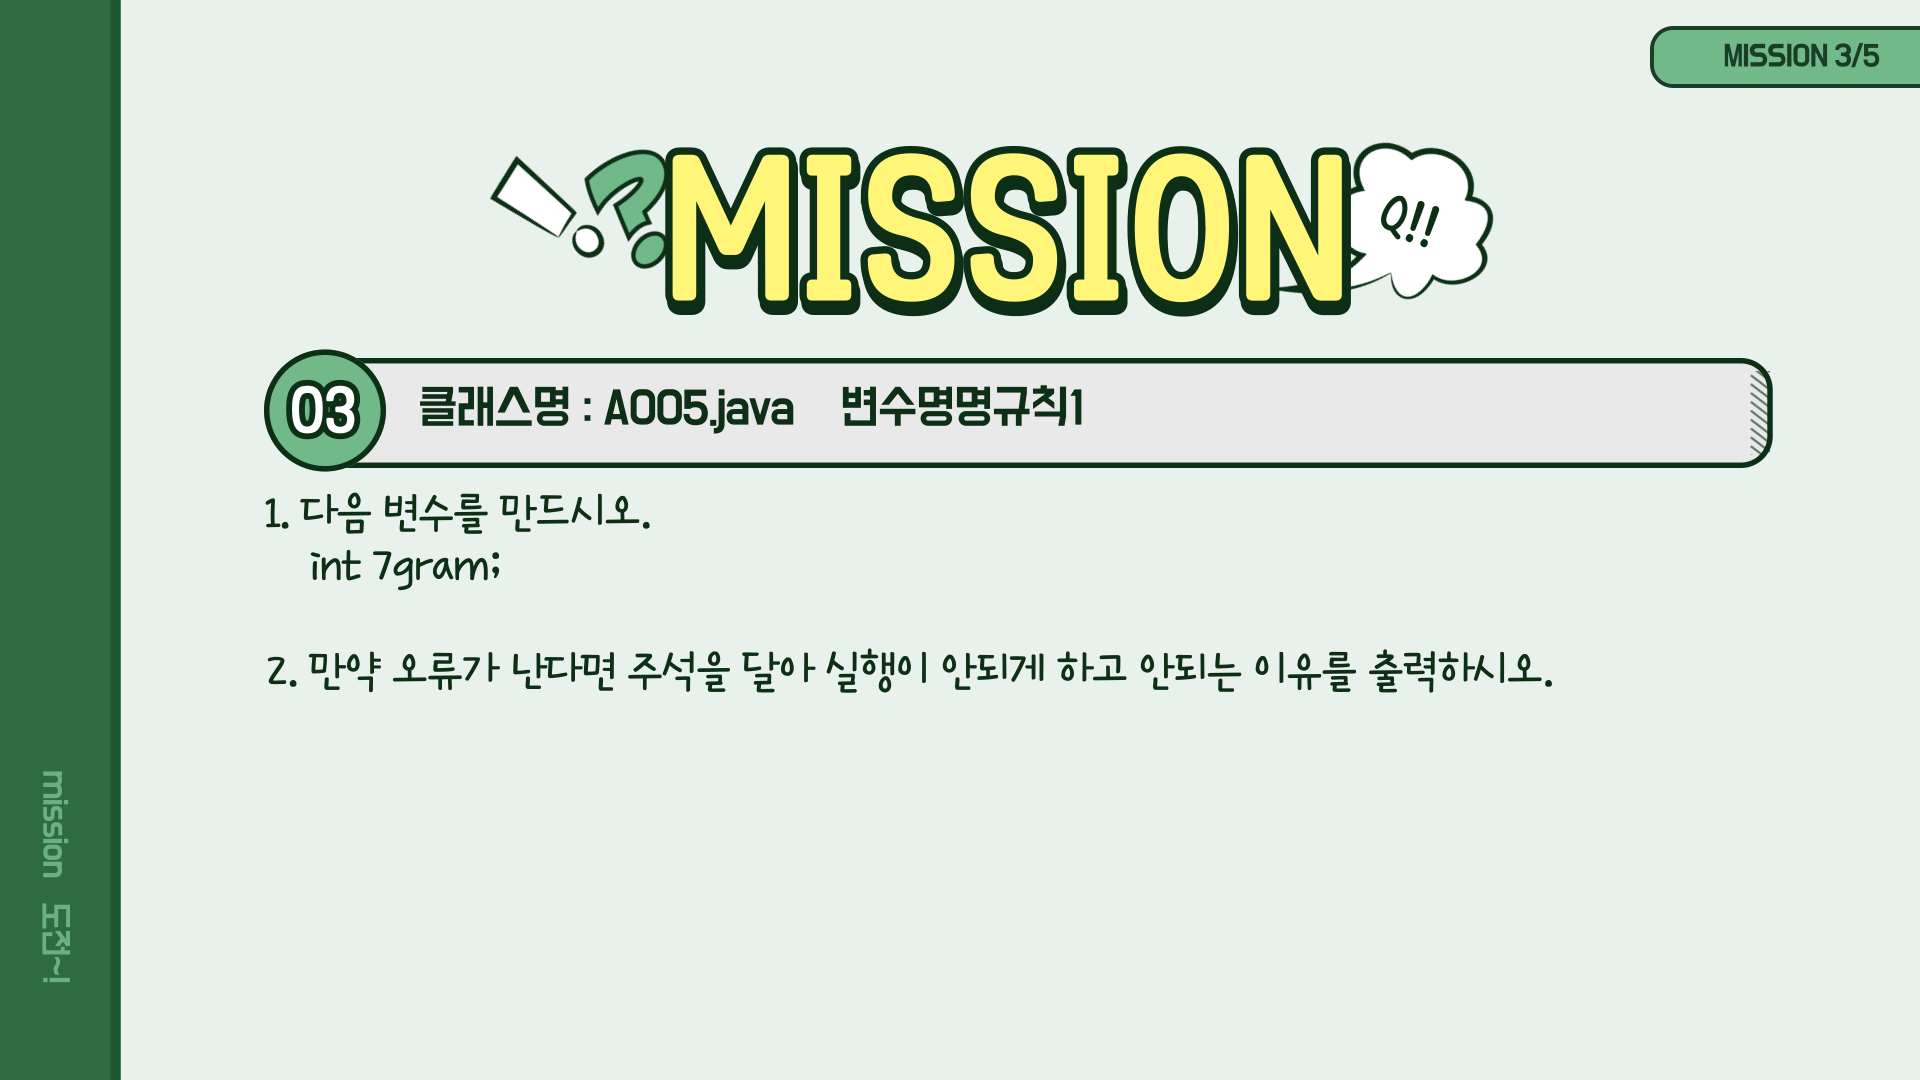 MISSION 3/5
!?MISSION
Q!!
03
클래스명 : A005.java 변수명명규칙1
1. 다음 변수를 만드시오.
int 7gram;
2. 만약 오류가 난다면 주석을 달아 실행이 안되게 하고 안되는 이유를 출력하시오.
mission 도전~!